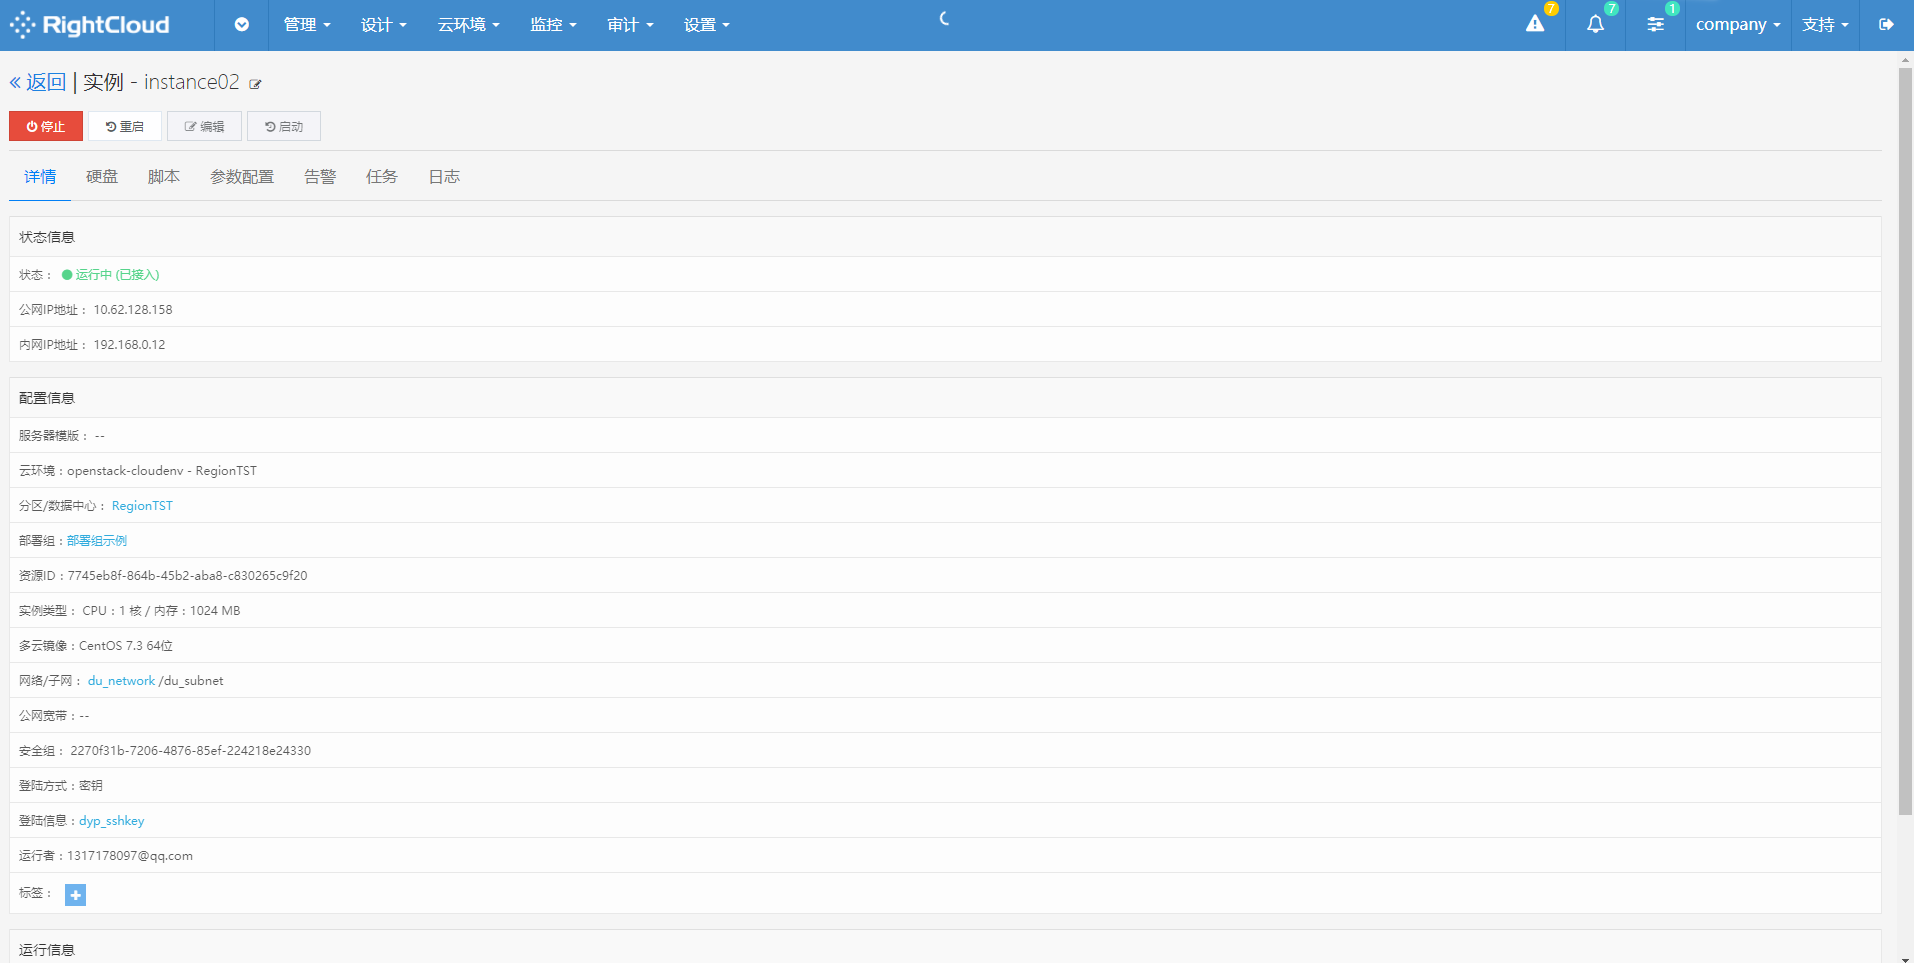 RightCloud 管理 设计 云环境 监控 审计 设置 7 7 1 company 支持
« 返回 | 实例 - instance02
停止 重启 编辑 启动
详情 硬盘 脚本 参数配置 告警 任务 日志
状态信息
状态： 运行中 (已接入)
公网IP地址： 10.62.128.158
内网IP地址： 192.168.0.12
配置信息
服务器模版： --
云环境：openstack-cloudenv - RegionTST
分区/数据中心： RegionTST
部署组：部署组示例
资源ID：7745eb8f-864b-45b2-aba8-c830265c9f20
实例类型： CPU：1 核 / 内存：1024 MB
多云镜像：CentOS 7.3 64位
网络/子网： du_network /du_subnet
公网宽带：--
安全组： 2270f31b-7206-4876-85ef-224218e24330
登陆方式：密钥
登陆信息：dyp_sshkey
运行者：1317178097@qq.com
标签： +
运行信息